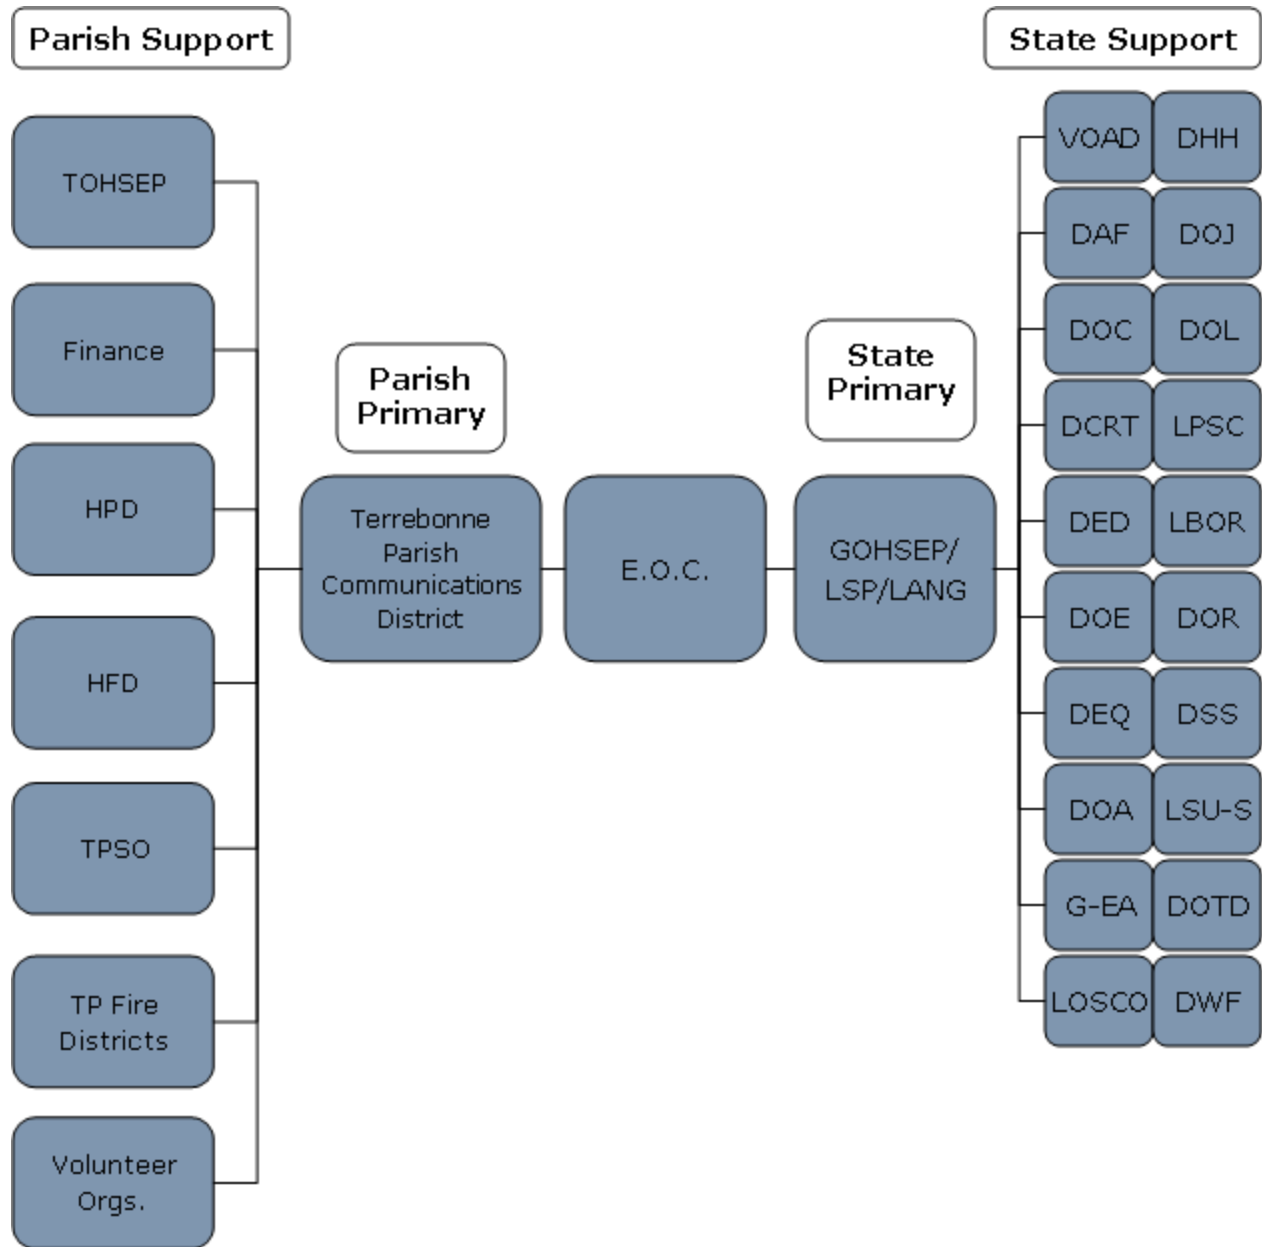 Parish Support
State Support
TOHSEP
Finance
HPD
HFD
TPSO
TP Fire
Districts
Volunteer
Orgs.
Parish
Primary
Terrebonne
Parish
Communications
District
E.O.C.
State
Primary
GOHSEP/
LSP/LANG
VOAD DHH
DAF DOJ
DOC DOL
DCRT LPSC
DED LBOR
DOE DOR
DEQ DSS
DOA LSU-S
G-EA DOTD
LOSCO DWF